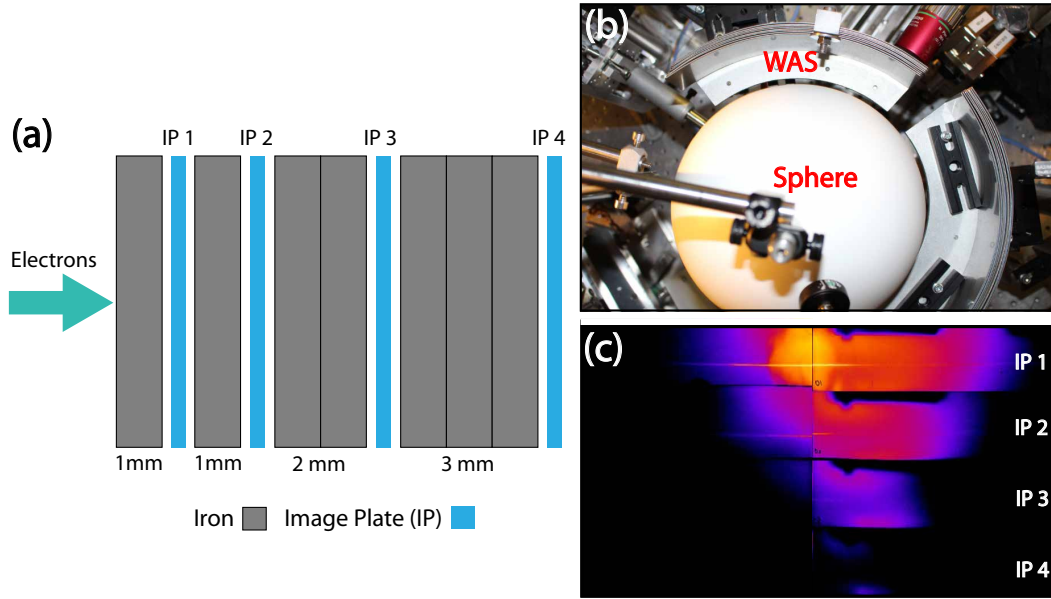 (a)
IP 1 IP 2 IP 3 IP 4
Electrons
1mm 1mm 2 mm 3 mm
Iron Image Plate (IP)
(b)
WAS
Sphere
(c)
IP 1
IP 2
IP 3
IP 4